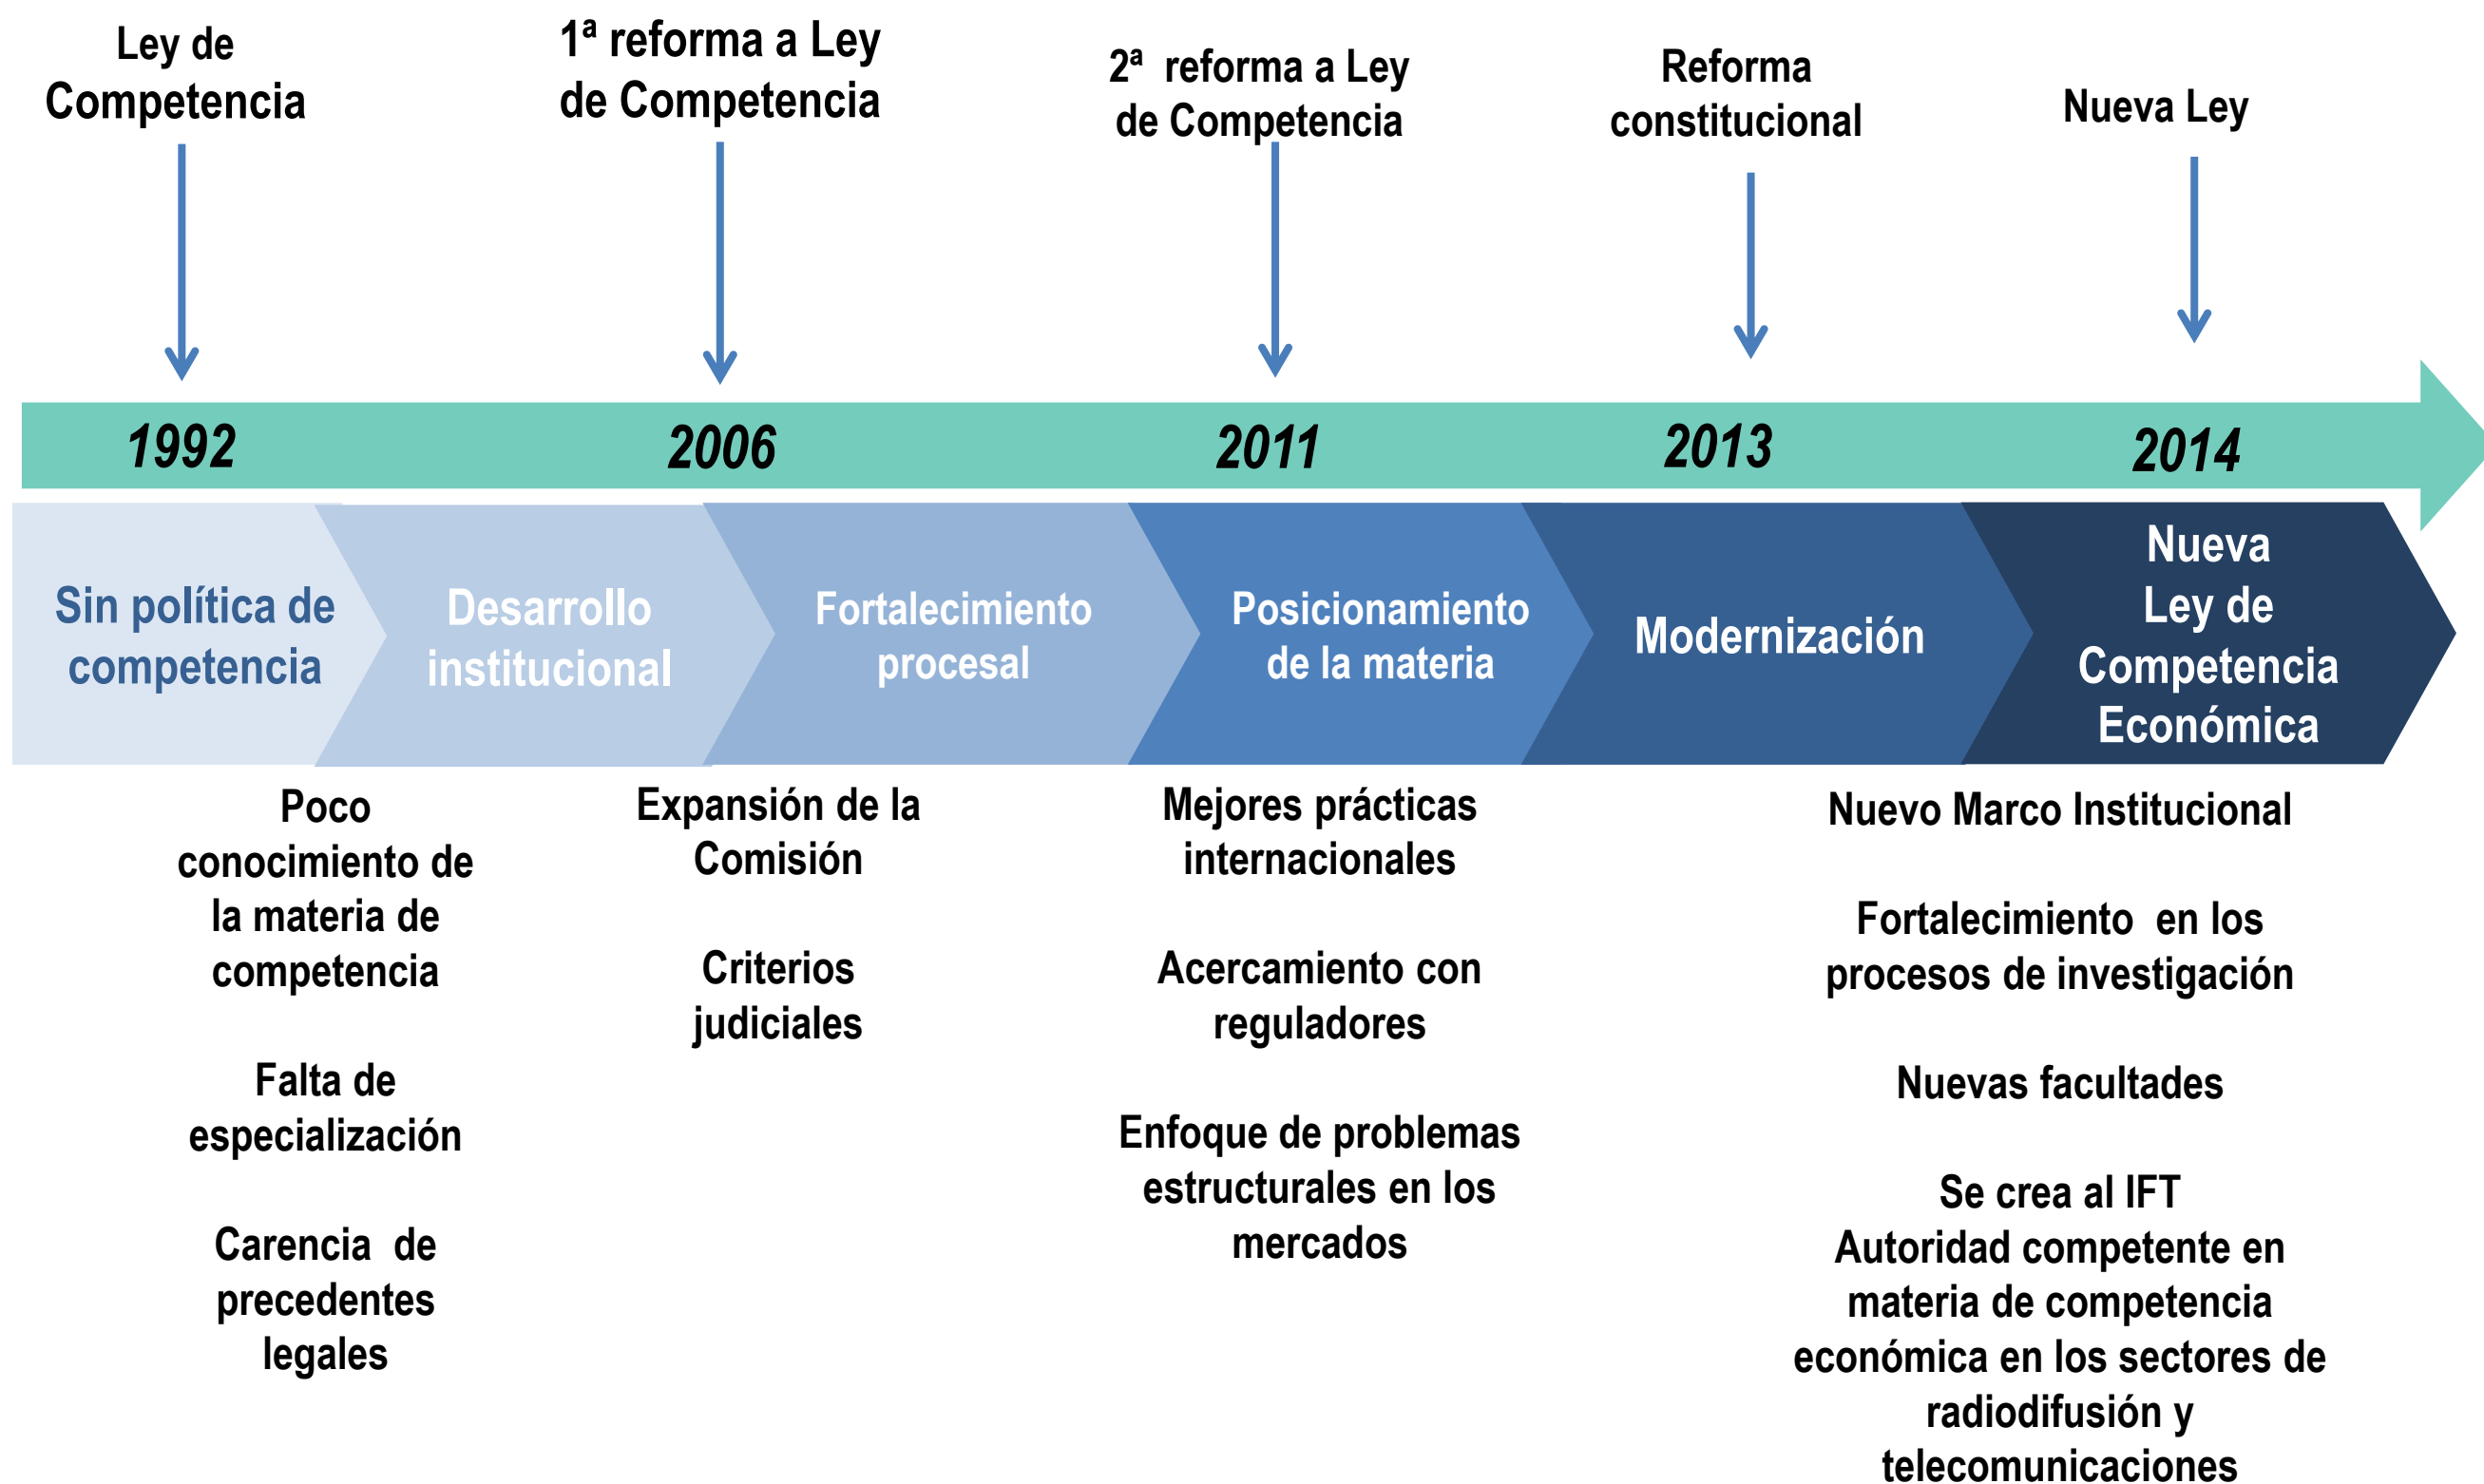 Ley de
Competencia
1ª reforma a Ley
de Competencia
2ª reforma a Ley
de Competencia
Reforma
constitucional
Nueva Ley
1992
2006
2011
2013
2014
Sin política de
competencia
Desarrollo
institucional
Fortalecimiento
procesal
Posicionamiento
de la materia
Modernización
Nueva
Ley de
Competencia
Económica
Poco
conocimiento de
la materia de
competencia
Falta de
especialización
Carencia de
precedentes
legales
Expansión de la
Comisión
Criterios
judiciales
Mejores prácticas
internacionales
Acercamiento con
reguladores
Enfoque de problemas
estructurales en los
mercados
Nuevo Marco Institucional
Fortalecimiento en los
procesos de investigación
Nuevas facultades
Se crea al IFT
Autoridad competente en
materia de competencia
económica en los sectores de
radiodifusión y
telecomunicaciones